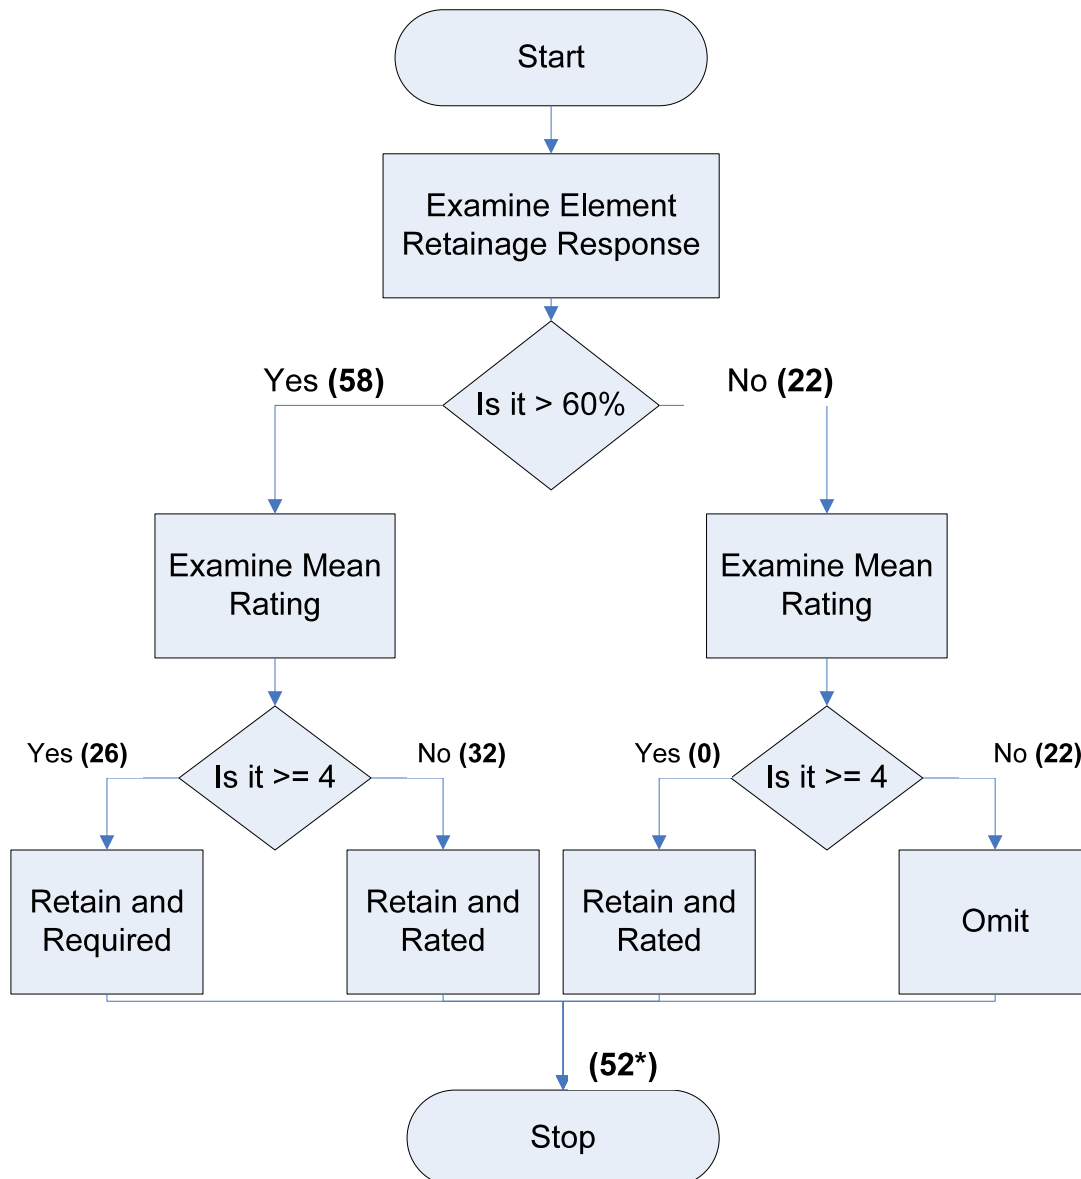 Start
Examine Element
Retainage Response
Is it > 60%
Yes (58)
No (22)
Examine Mean
Rating
Examine Mean
Rating
Yes (26)
Is it >= 4
No (32)
Yes (0)
Is it >= 4
No (22)
Retain and
Required
Retain and
Rated
Retain and
Rated
Omit
(52*)
Stop